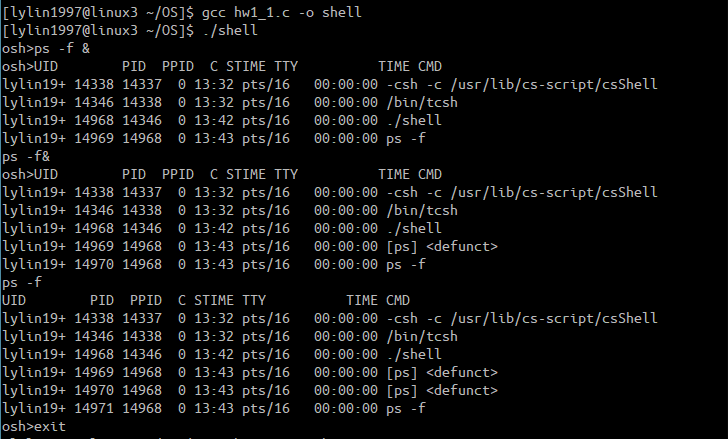 [lylin1997@linux3 ~/OS]$ gcc hw1_1.c -o shell
[lylin1997@linux3 ~/OS]$ ./shell
osh>ps -f &
osh>UID        PID  PPID  C STIME TTY          TIME CMD
lylin19+ 14338 14337  0 13:32 pts/16   00:00:00 -csh -c /usr/lib/cs-script/csShell
lylin19+ 14346 14338  0 13:32 pts/16   00:00:00 /bin/tcsh
lylin19+ 14968 14346  0 13:42 pts/16   00:00:00 ./shell
lylin19+ 14969 14968  0 13:43 pts/16   00:00:00 ps -f
ps -f&
osh>UID        PID  PPID  C STIME TTY          TIME CMD
lylin19+ 14338 14337  0 13:32 pts/16   00:00:00 -csh -c /usr/lib/cs-script/csShell
lylin19+ 14346 14338  0 13:32 pts/16   00:00:00 /bin/tcsh
lylin19+ 14968 14346  0 13:42 pts/16   00:00:00 ./shell
lylin19+ 14969 14968  0 13:43 pts/16   00:00:00 [ps] <defunct>
lylin19+ 14970 14968  0 13:43 pts/16   00:00:00 ps -f
ps -f
UID        PID  PPID  C STIME TTY          TIME CMD
lylin19+ 14338 14337  0 13:32 pts/16   00:00:00 -csh -c /usr/lib/cs-script/csShell
lylin19+ 14346 14338  0 13:32 pts/16   00:00:00 /bin/tcsh
lylin19+ 14968 14346  0 13:42 pts/16   00:00:00 ./shell
lylin19+ 14969 14968  0 13:43 pts/16   00:00:00 [ps] <defunct>
lylin19+ 14970 14968  0 13:43 pts/16   00:00:00 [ps] <defunct>
lylin19+ 14971 14968  0 13:43 pts/16   00:00:00 ps -f
osh>exit